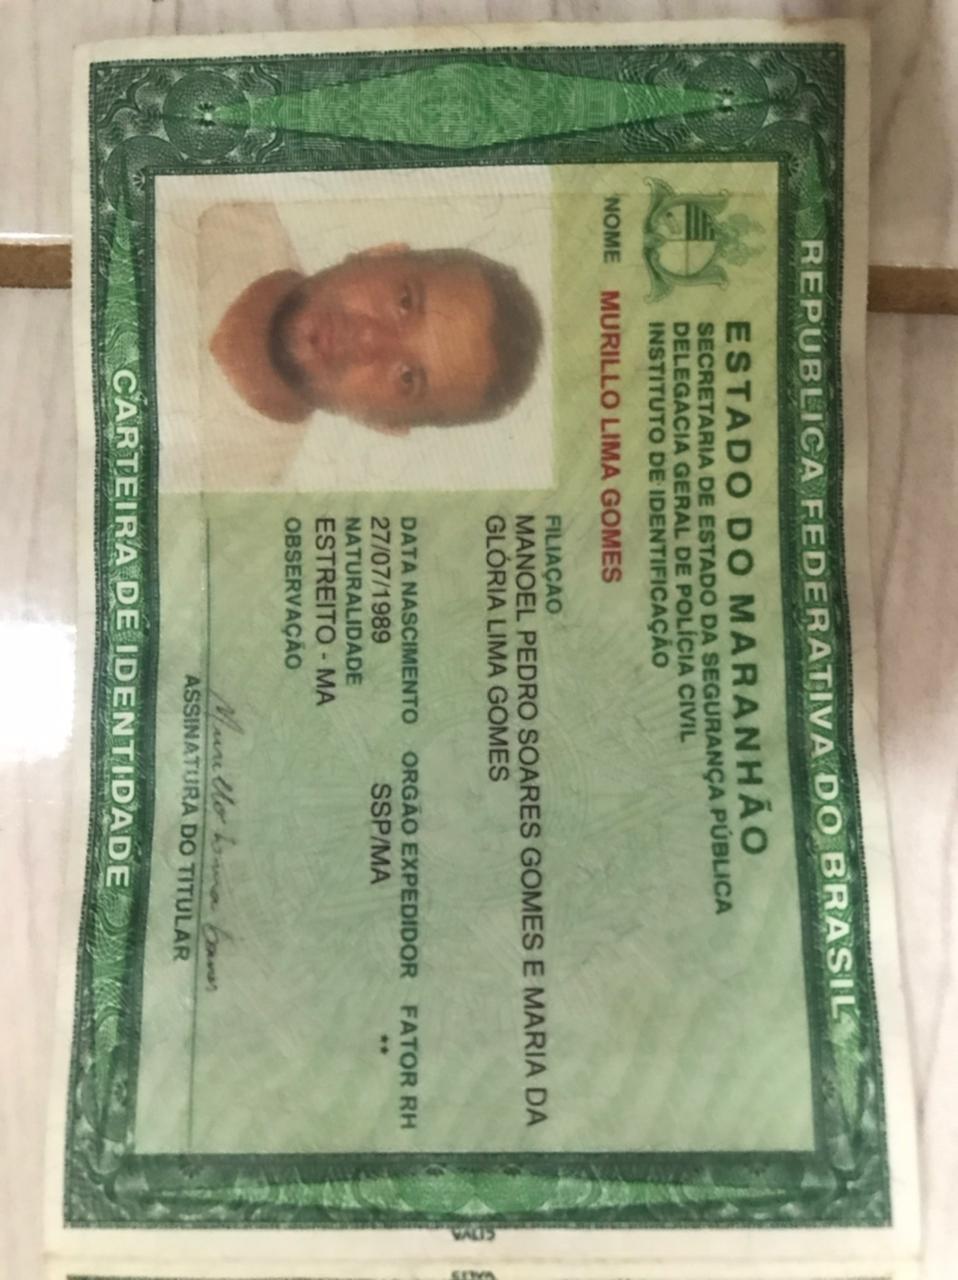 REPÚBLICA FEDERATIVA DO BRASIL
ESTADO DO MARANHÃO
SECRETARIA DE ESTADO DA SEGURANÇA PÚBLICA
DELEGACIA GERAL DE POLÍCIA CIVIL
INSTITUTO DE IDENTIFICAÇÃO
NOME MURILLO LIMA GOMES
FILIAÇÃO
MANOEL PEDRO SOARES GOMES E MARIA DA
GLÓRIA LIMA GOMES
DATA NASCIMENTO ORGÃO EXPEDIDOR FATOR RH
27/07/1989 SSP/MA **
NATURALIDADE
ESTREITO - MA
OBSERVAÇÃO
Murillo Lima Gomes
ASSINATURA DO TITULAR
CARTEIRA DE IDENTIDADE